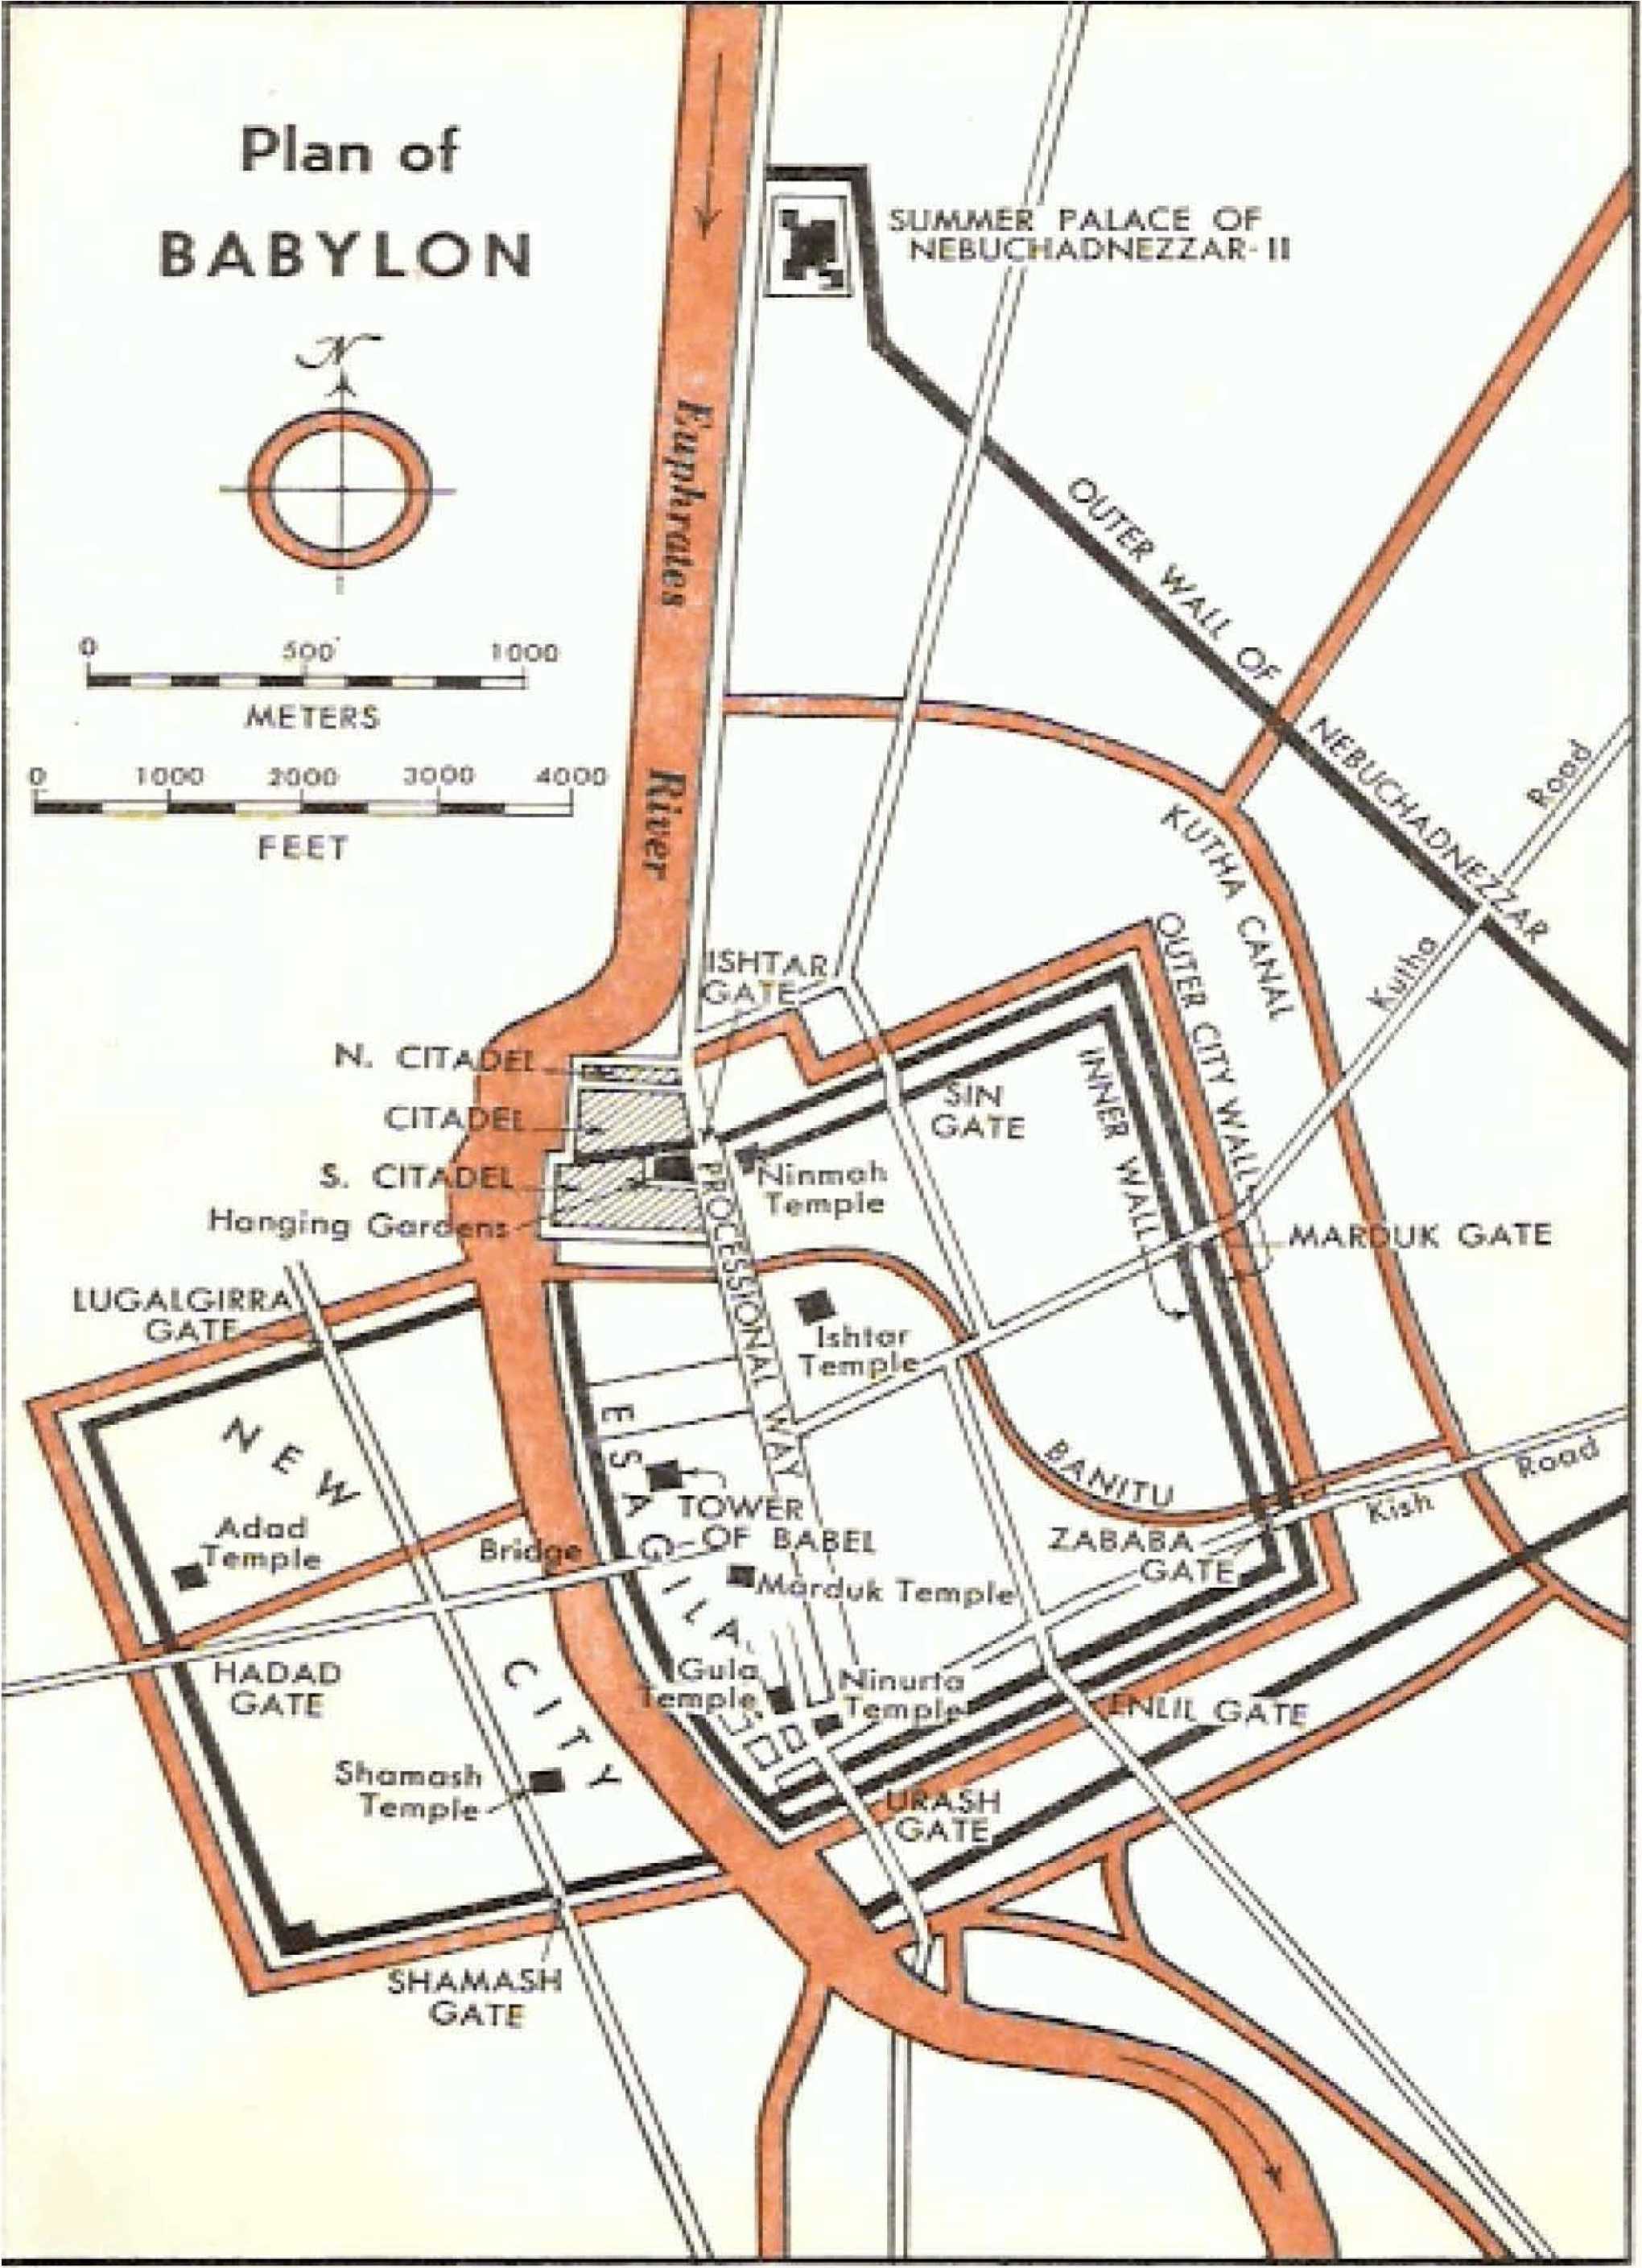 Plan of
BABYLON
N
0 500 1000
METERS
0 1000 2000 3000 4000
FEET
SUMMER PALACE OF
NEBUCHADNEZZAR-II
Euphrates
River
OUTER WALL OF
NEBUCHADNEZZAR
KUTHA CANAL
Kutha
Road
ISHTAR
GATE
OUTER CITY WALL
INNER WALL
SIN
GATE
N. CITADEL
CITADEL
S. CITADEL
Hanging Gardens
Ninmah
Temple
PROCESSIONAL WAY
MARDUK GATE
LUGALGIRRA
GATE
Ishtar
Temple
ESAGILA
NEW
CITY
TOWER
OF BABEL
BANITU
Kish
Road
ZABABA
GATE
Adad
Temple
Bridge
Marduk Temple
HADAD
GATE
Gula
Temple
Ninurta
Temple
ENLIL GATE
Shamash
Temple
URASH
GATE
SHAMASH
GATE